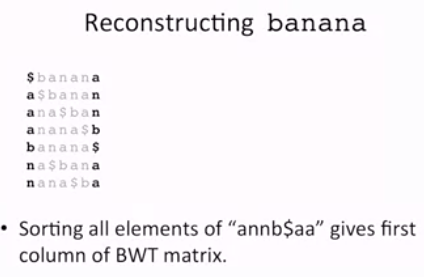 Reconstructing banana
$banana
a$banan
ana$ban
anana$b
banana$
na$bana
nana$ba
• Sorting all elements of “annb$aa” gives first
column of BWT matrix.